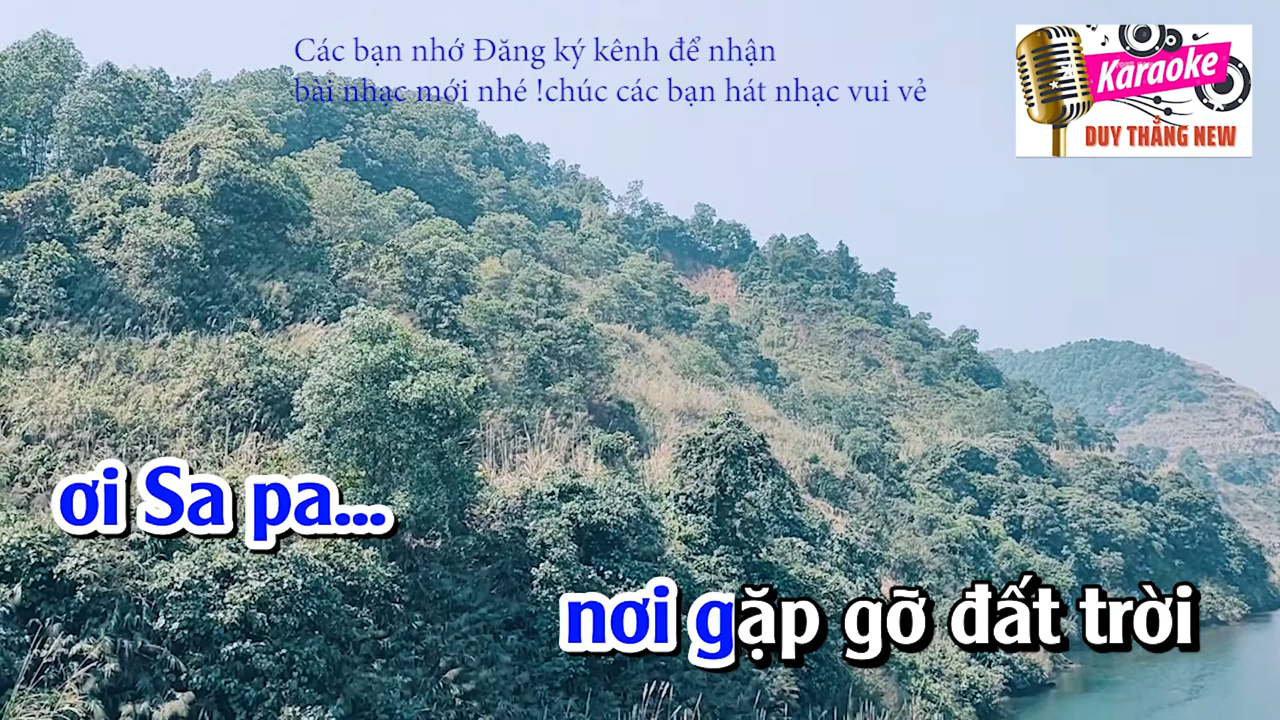 Các bạn nhớ Đăng ký kênh để nhận
bài nhạc mới nhé !chúc các bạn hát nhạc vui vẻ
Karaoke
DUY THẮNG NEW
ơi Sa pa...
nơi gặp gỡ đất trời